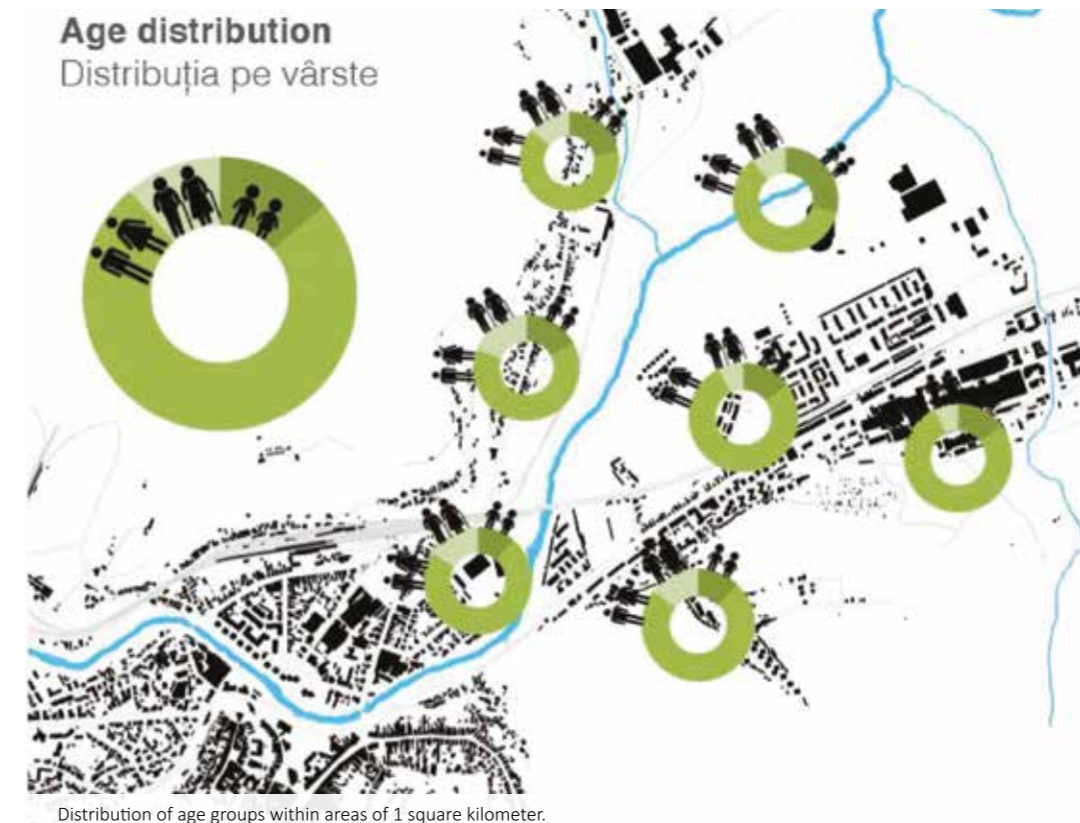 Age distribution
Distribuția pe vârste
Distribution of age groups within areas of 1 square kilometer.